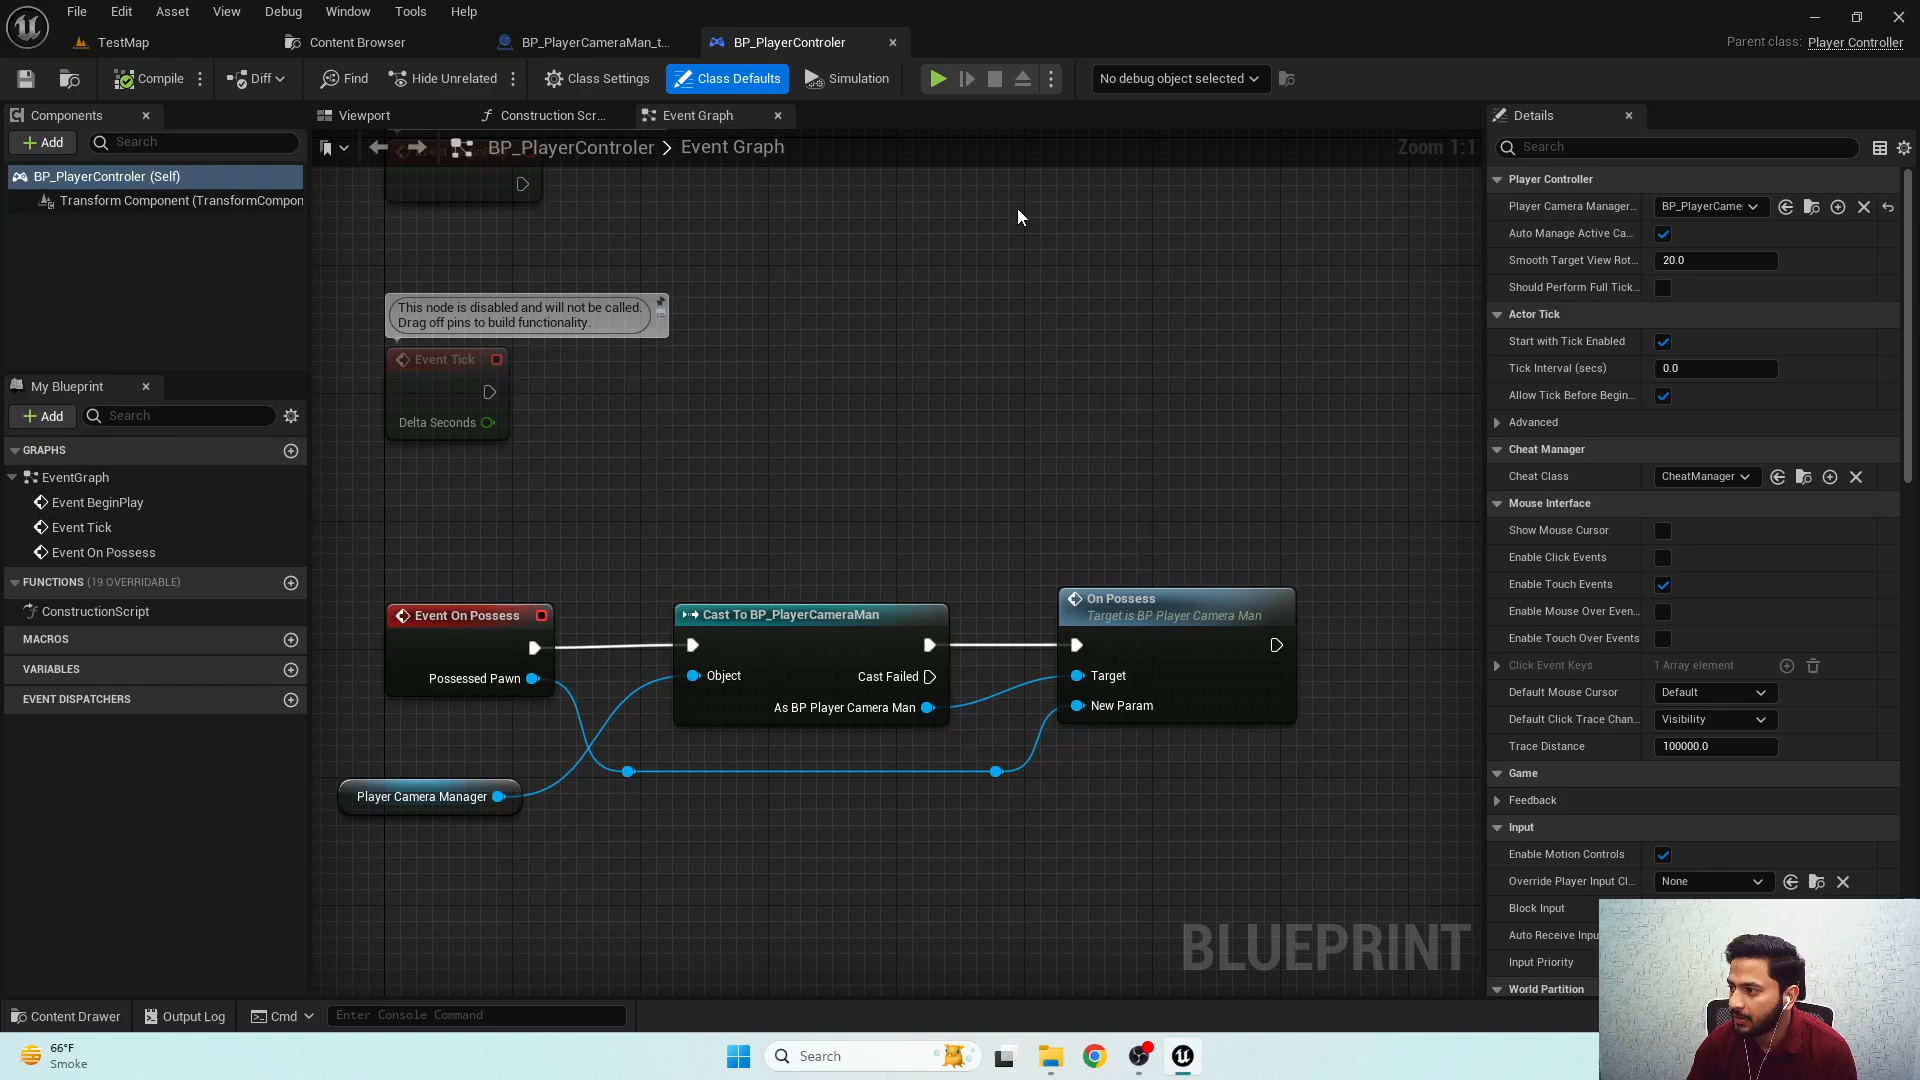 File Edit Asset View Debug Window Tools Help
TestMap Content Browser BP_PlayerCameraMan_t... BP_PlayerControler
Parent class: Player Controller
Compile Diff Find Hide Unrelated Class Settings Class Defaults Simulation No debug object selected
Components
Add Search
BP_PlayerControler (Self)
Transform Component (TransformCompon
My Blueprint
Add Search
GRAPHS
EventGraph
Event BeginPlay
Event Tick
Event On Possess
FUNCTIONS (19 OVERRIDABLE)
ConstructionScript
MACROS
VARIABLES
EVENT DISPATCHERS
Viewport Construction Scr... Event Graph
BP_PlayerControler > Event Graph
Zoom 1:1
This node is disabled and will not be called.
Drag off pins to build functionality.
Event Tick
Delta Seconds
Event On Possess
Possessed Pawn
Cast To BP_PlayerCameraMan
Object
Cast Failed
As BP Player Camera Man
On Possess
Target is BP Player Camera Man
Target
New Param
Player Camera Manager
BLUEPRINT
Details
Search
Player Controller
Player Camera Manager... BP_PlayerCame
Auto Manage Active Ca...
Smooth Target View Rot... 20.0
Should Perform Full Tick...
Actor Tick
Start with Tick Enabled
Tick Interval (secs) 0.0
Allow Tick Before Begin...
Advanced
Cheat Manager
Cheat Class CheatManager
Mouse Interface
Show Mouse Cursor
Enable Click Events
Enable Touch Events
Enable Mouse Over Even...
Enable Touch Over Events
Click Event Keys 1 Array element
Default Mouse Cursor Default
Default Click Trace Chan... Visibility
Trace Distance 100000.0
Game
Feedback
Input
Enable Motion Controls
Override Player Input Cl... None
Block Input
Auto Receive Inpu
Input Priority
World Partition
Content Drawer Output Log Cmd Enter Console Command
66°F
Smoke
Search